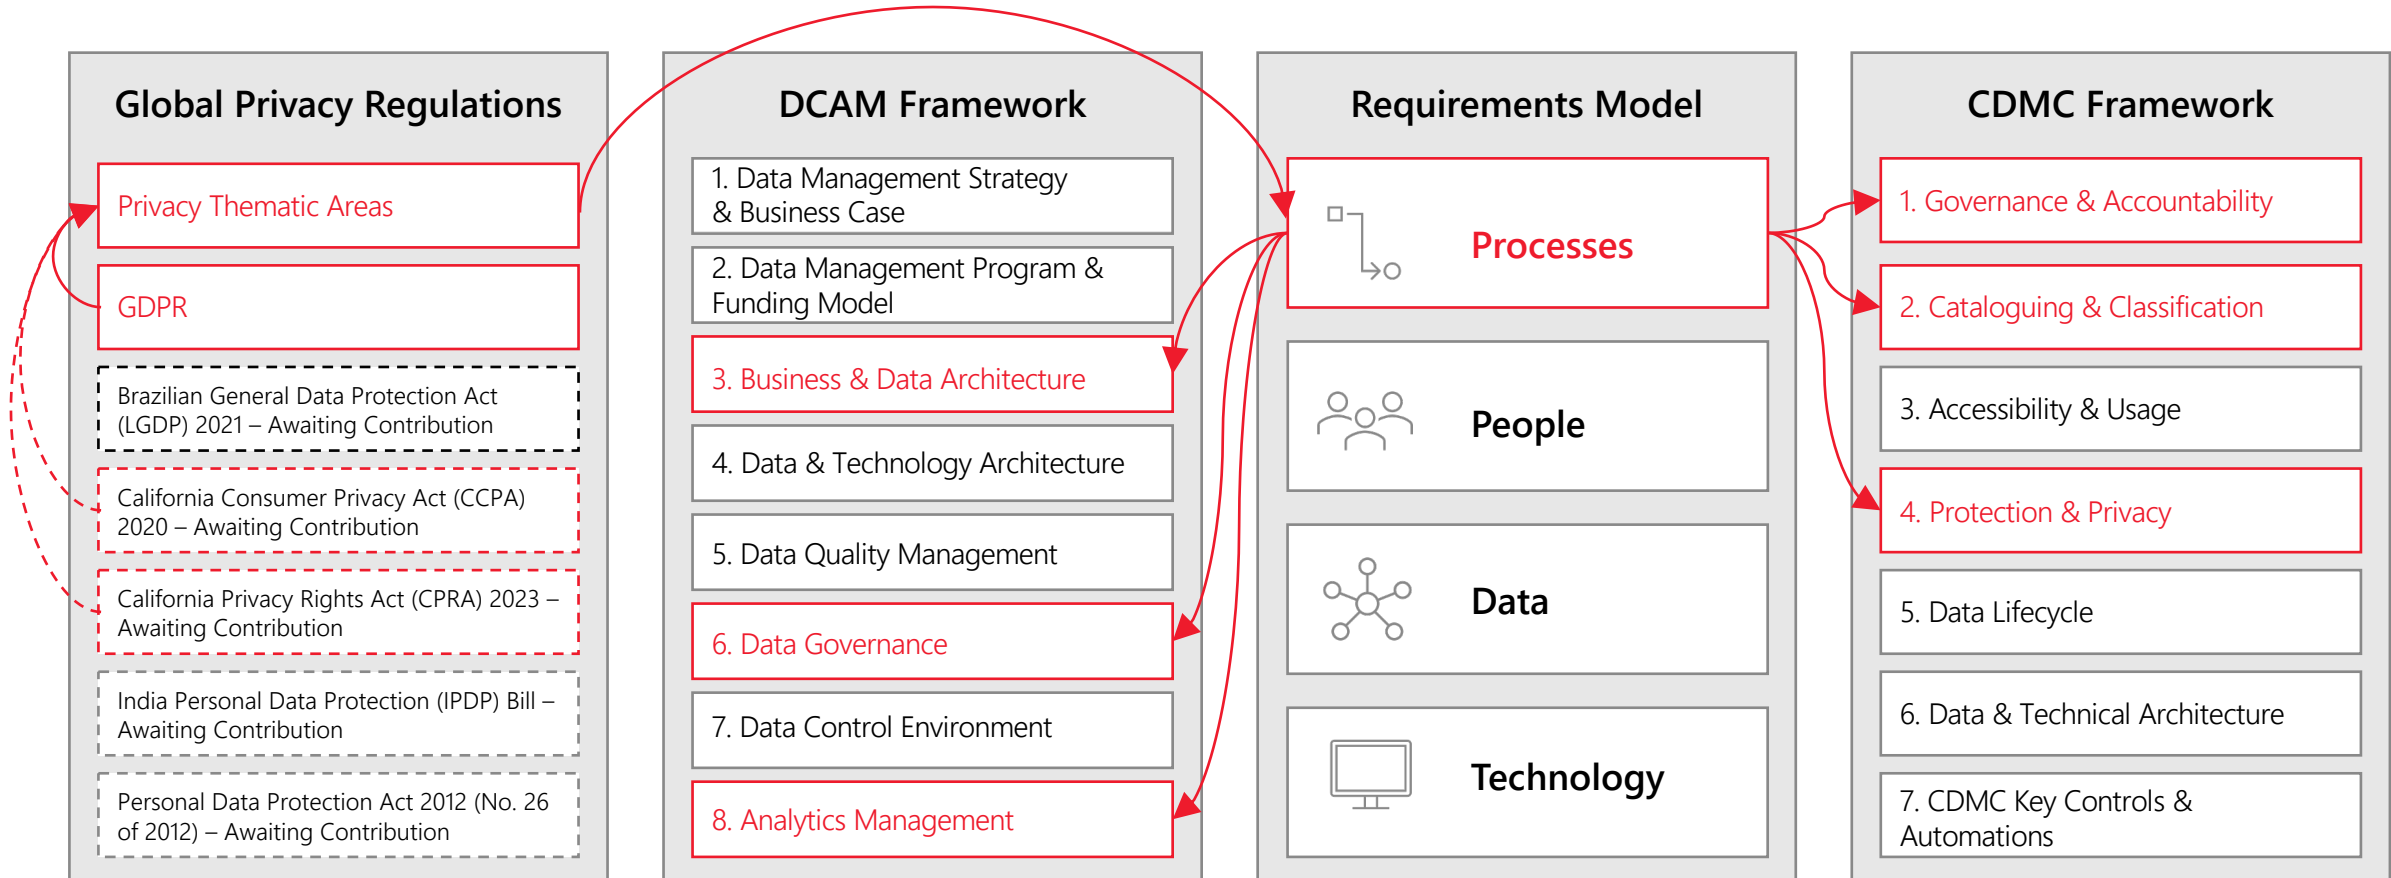 Global Privacy Regulations
Privacy Thematic Areas
GDPR
Brazilian General Data Protection Act
(LGDP) 2021 – Awaiting Contribution
California Consumer Privacy Act (CCPA)
2020 – Awaiting Contribution
California Privacy Rights Act (CPRA) 2023 –
Awaiting Contribution
India Personal Data Protection (IPDP) Bill –
Awaiting Contribution
Personal Data Protection Act 2012 (No. 26
of 2012) – Awaiting Contribution
DCAM Framework
1. Data Management Strategy
& Business Case
2. Data Management Program &
Funding Model
3. Business & Data Architecture
4. Data & Technology Architecture
5. Data Quality Management
6. Data Governance
7. Data Control Environment
8. Analytics Management
Requirements Model
Processes
People
Data
Technology
CDMC Framework
1. Governance & Accountability
2. Cataloguing & Classification
3. Accessibility & Usage
4. Protection & Privacy
5. Data Lifecycle
6. Data & Technical Architecture
7. CDMC Key Controls &
Automations